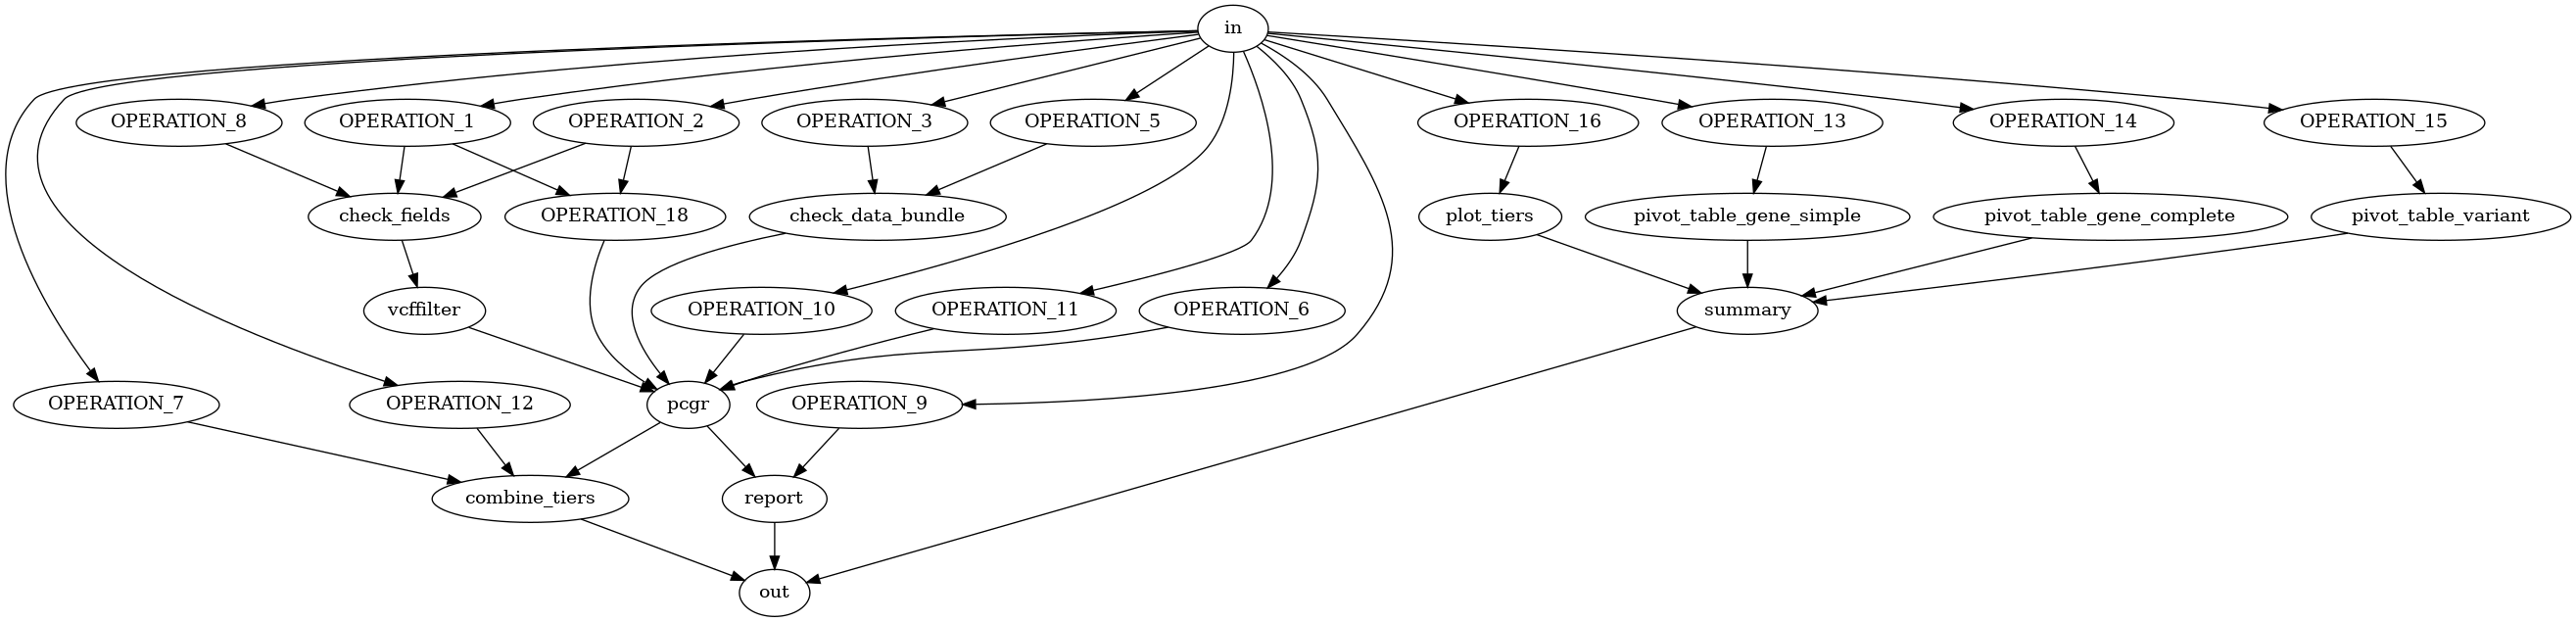 in
OPERATION_8
OPERATION_1
OPERATION_2
OPERATION_3
OPERATION_5
OPERATION_16
OPERATION_13
OPERATION_14
OPERATION_15
check_fields
OPERATION_18
check_data_bundle
plot_tiers
pivot_table_gene_simple
pivot_table_gene_complete
pivot_table_variant
vcffilter
OPERATION_10
OPERATION_11
OPERATION_6
summary
OPERATION_7
OPERATION_12
pcgr
OPERATION_9
combine_tiers
report
out